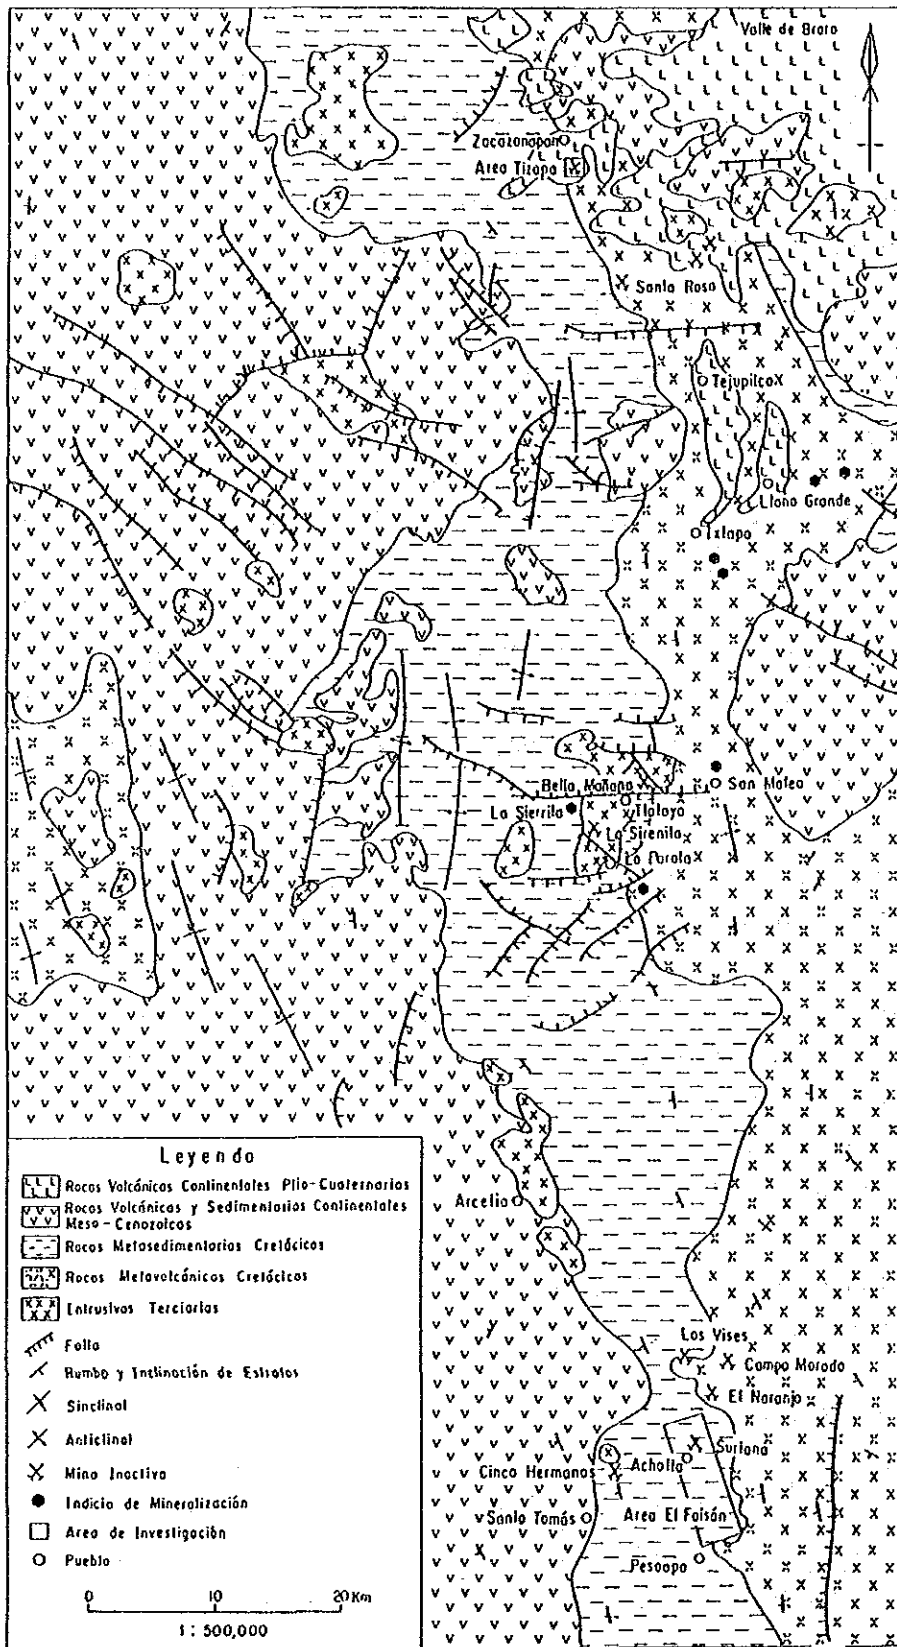 Valle de Bravo
Zacazonapan
Area Tizapa
Santa Rosa
Tejupilco
Llano Grande
Ixtapa
Bella Mañana
San Mateo
La Sierrita
Tlatlaya
La Sirenita
La Parota
Arcelia
Los Vises
Campo Morado
El Naranjo
Suriana
Acholla
Cinco Hermanos
Santo Tomás
Area El Faisán
Pesoapa
Leyenda
Rocas Volcánicas Continentales Plio-Cuaternarias
Rocas Volcánicas y Sedimentarias Continentales
Meso-Cenozoicas
Rocas Metasedimentarias Cretácicas
Rocas Metavolcánicas Cretácicas
Intrusivos Terciarios
Falla
Rumbo y Inclinación de Estratos
Sinclinal
Anticlinal
Mina Inactiva
Indicio de Mineralización
Area de Investigación
Pueblo
0 10 20 Km
1 : 500,000